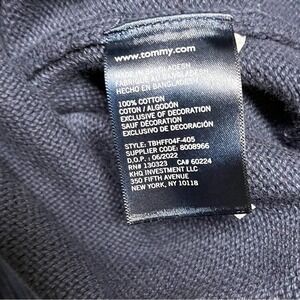 www.tommy.com
MADE IN BANGLADESH
FABRIQUÉ AU BANGLADESH
HECHO EN BANGLADESH
100% COTTON
COTON / ALGODÓN
EXCLUSIVE OF DECORATION
SAUF DÉCORATION
EXCLUSIVO DE DECORACIÓN
STYLE: TBHFF04F-405
SUPPLIER CODE: 8008966
D.O.P. : 06/2022
RN# 130323 CA# 60224
KHQ INVESTMENT LLC
350 FIFTH AVENUE
NEW YORK, NY 10118